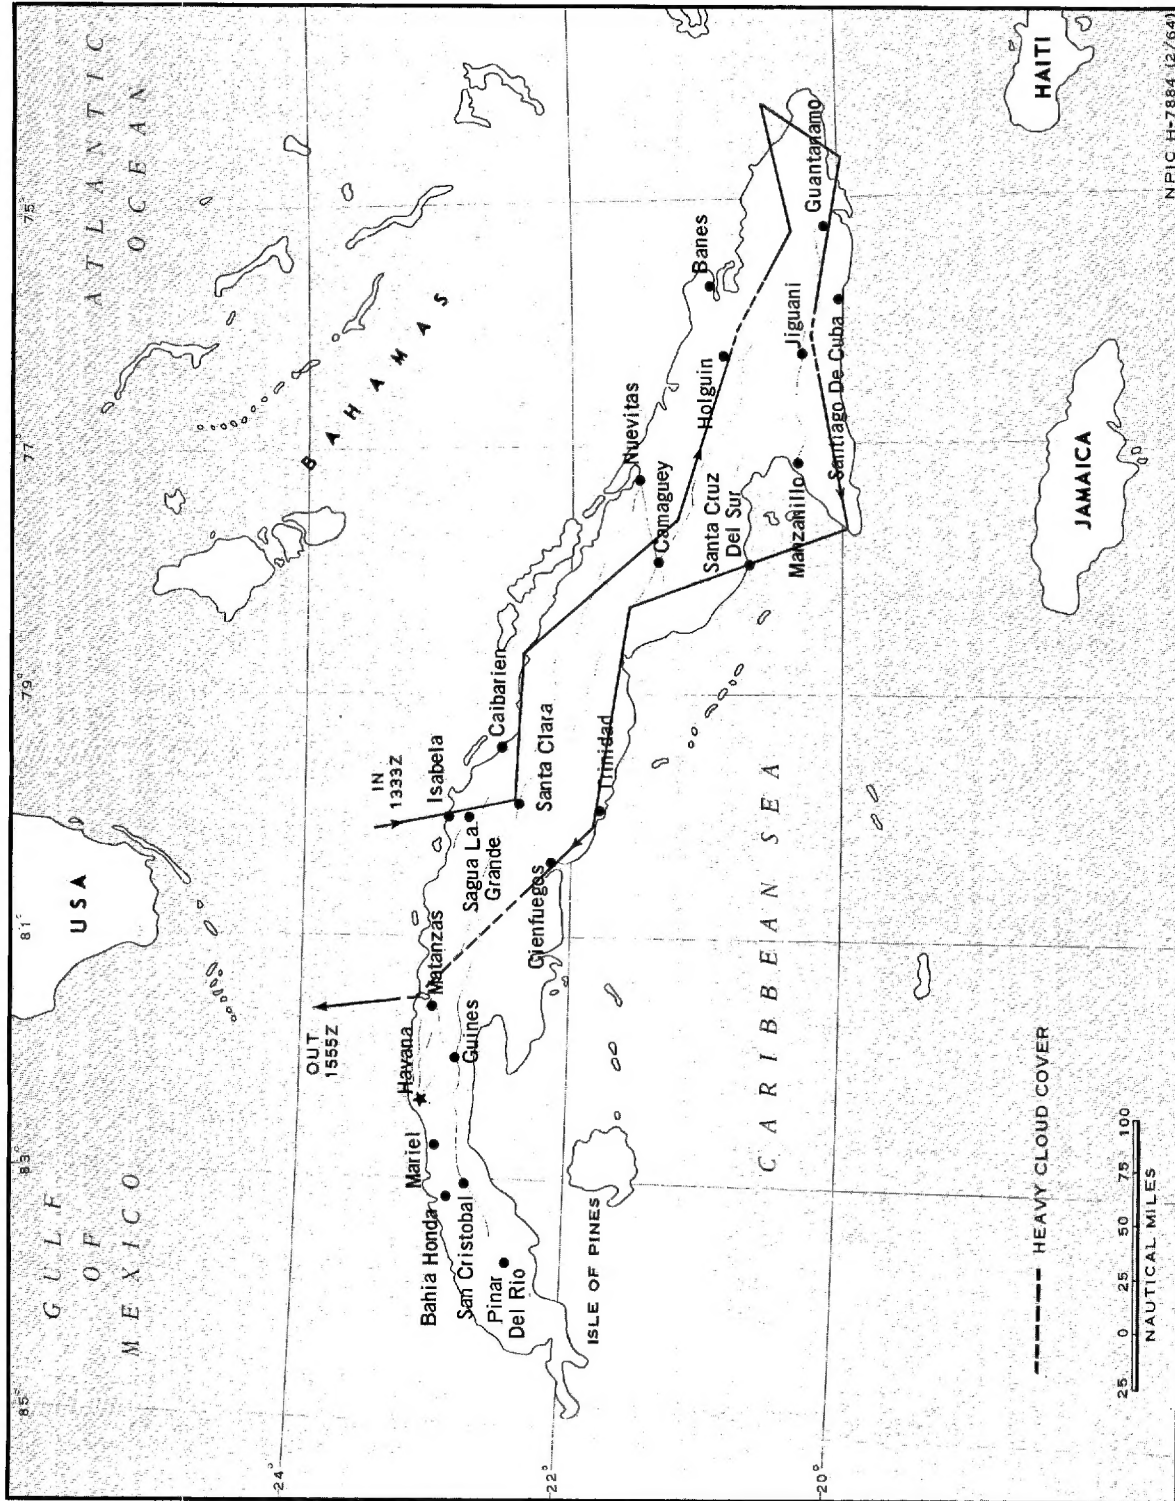 GULF
OF
MEXICO
USA
ATLANTIC
OCEAN
BAHAMAS
85°
83°
81°
79°
77
75
24°
22°
20°
IN
1333Z
OUT
1555Z
Havana
Matanzas
Mariel
Bahia Honda
San Cristobal
Pinar
Del Rio
Guines
Isabela
Sagua La
Grande
Caibarien
Santa Clara
Cienfuegos
Trinidad
Nuevitas
Camaguey
Santa Cruz
Del Sur
Holguin
Banes
Manzanillo
Jiguani
Santiago De Cuba
Guantanamo
ISLE OF PINES
CARIBBEAN SEA
JAMAICA
HAITI
HEAVY CLOUD COVER
25 0 25 50 75 100
NAUTICAL MILES
NPIC H-7884 (2/64)